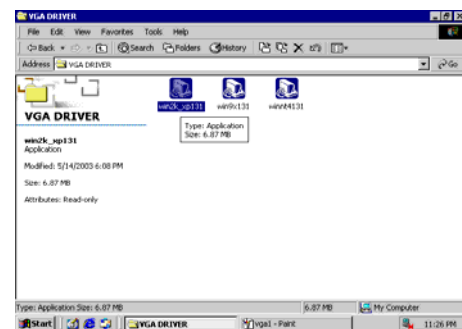 VGA DRIVER
File Edit View Favorites Tools Help
Back Search Folders History
Address VGA DRIVER Go
win2k_xp131 win9x131 winnt4131
VGA DRIVER
Type: Application
Size: 6.87 MB
win2k_xp131
Application
Modified: 5/14/2003 6:08 PM
Size: 6.87 MB
Attributes: Read-only
Type: Application Size: 6.87 MB 6.87 MB My Computer
Start VGA DRIVER vga1 - Paint 11:26 PM